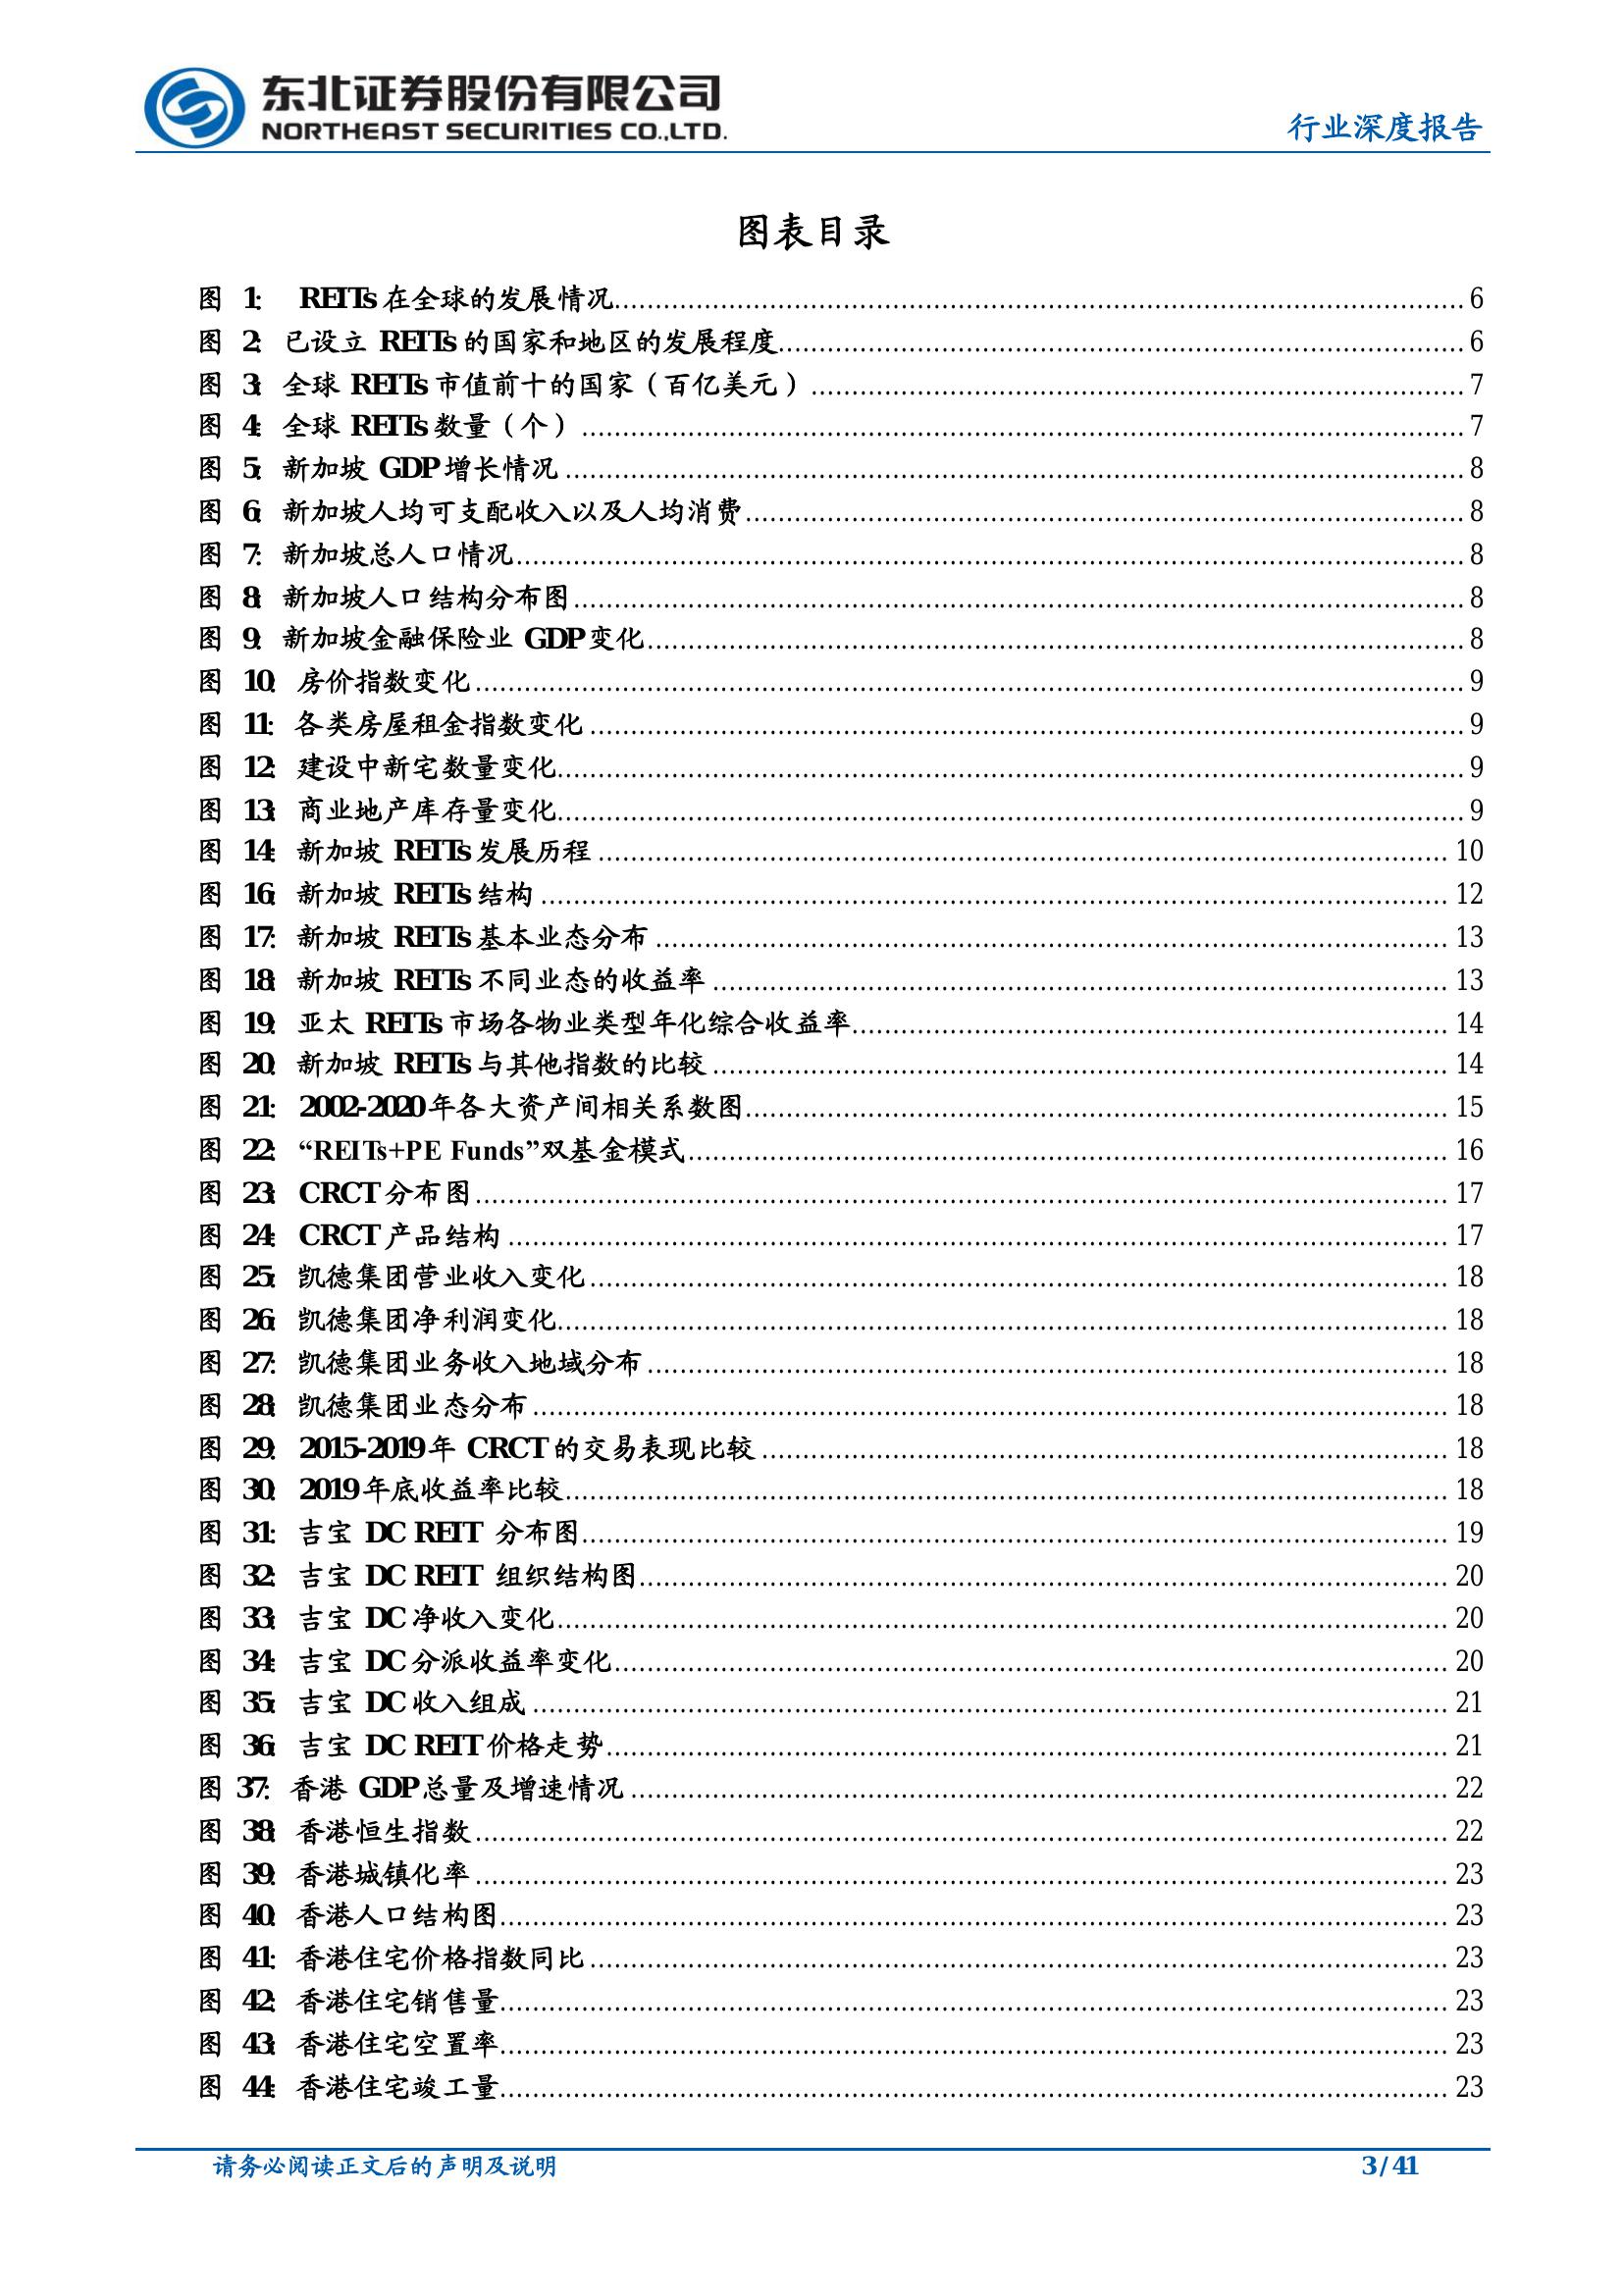 东北证券股份有限公司
NORTHEAST SECURITIES CO.,LTD.
行业深度报告
图表目录
图 1: REITs 在全球的发展情况 6
图 2: 已设立 REITs 的国家和地区的发展程度 6
图 3: 全球 REITs 市值前十的国家（百亿美元） 7
图 4: 全球 REITs 数量（个） 7
图 5: 新加坡 GDP 增长情况 8
图 6: 新加坡人均可支配收入以及人均消费 8
图 7: 新加坡总人口情况 8
图 8: 新加坡人口结构分布图 8
图 9: 新加坡金融保险业 GDP 变化 8
图 10: 房价指数变化 9
图 11: 各类房屋租金指数变化 9
图 12: 建设中新宅数量变化 9
图 13: 商业地产库存量变化 9
图 14: 新加坡 REITs 发展历程 10
图 16: 新加坡 REITs 结构 12
图 17: 新加坡 REITs 基本业态分布 13
图 18: 新加坡 REITs 不同业态的收益率 13
图 19: 亚太 REITs 市场各物业类型年化综合收益率 14
图 20: 新加坡 REITs 与其他指数的比较 14
图 21: 2002-2020 年各大资产间相关系数图 15
图 22: “REITs+PE Funds”双基金模式 16
图 23: CRCT 分布图 17
图 24: CRCT 产品结构 17
图 25: 凯德集团营业收入变化 18
图 26: 凯德集团净利润变化 18
图 27: 凯德集团业务收入地域分布 18
图 28: 凯德集团业态分布 18
图 29: 2015-2019 年 CRCT 的交易表现比较 18
图 30: 2019 年底收益率比较 18
图 31: 吉宝 DC REIT 分布图 19
图 32: 吉宝 DC REIT 组织结构图 20
图 33: 吉宝 DC 净收入变化 20
图 34: 吉宝 DC 分派收益率变化 20
图 35: 吉宝 DC 收入组成 21
图 36: 吉宝 DC REIT 价格走势 21
图 37: 香港 GDP 总量及增速情况 22
图 38: 香港恒生指数 22
图 39: 香港城镇化率 23
图 40: 香港人口结构图 23
图 41: 香港住宅价格指数同比 23
图 42: 香港住宅销售量 23
图 43: 香港住宅空置率 23
图 44: 香港住宅竣工量 23
请务必阅读正文后的声明及说明
3 / 41